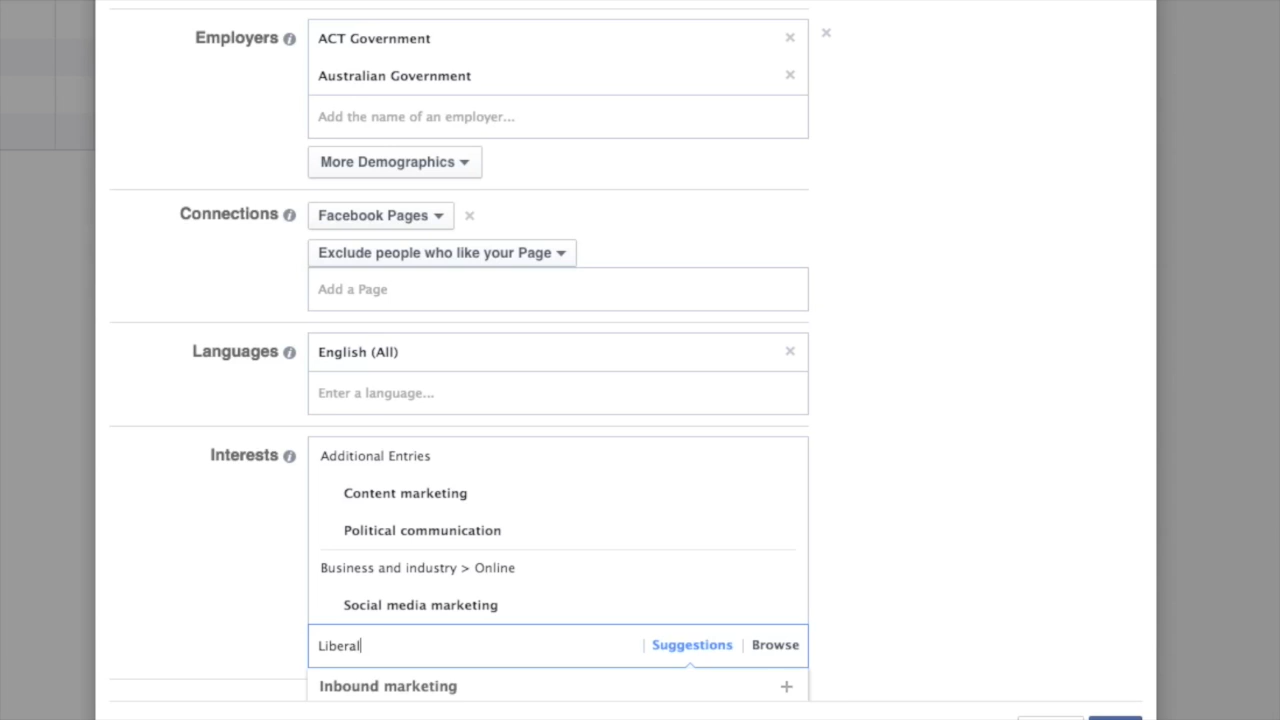 Employers
ACT Government
Australian Government
Add the name of an employer...
More Demographics
Connections
Facebook Pages
Exclude people who like your Page
Add a Page
Languages
English (All)
Enter a language...
Interests
Additional Entries
Content marketing
Political communication
Business and industry > Online
Social media marketing
Liberal Suggestions Browse
Inbound marketing +